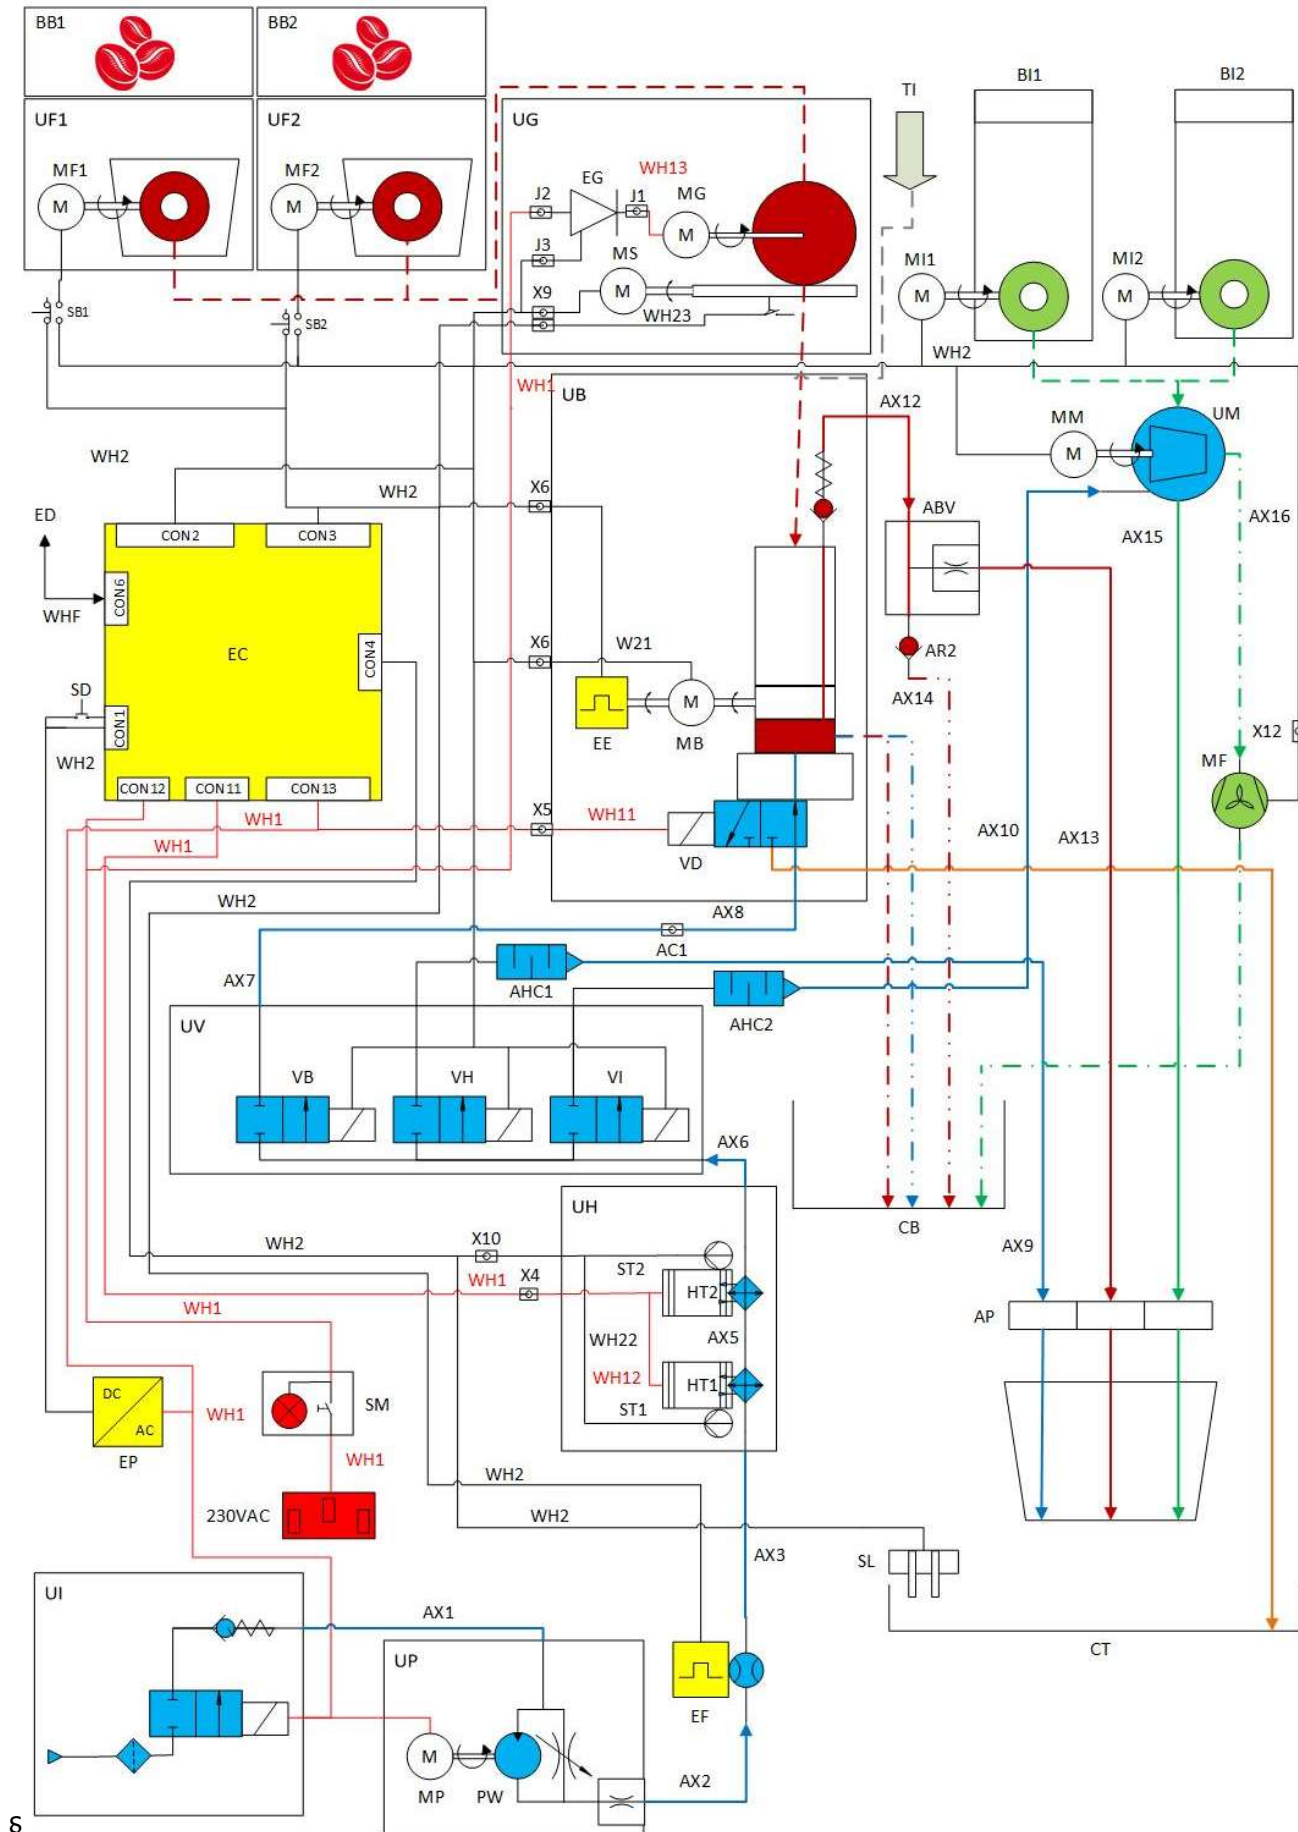 BB1
BB2
BI1
BI2
TI
UF1
UF2
UG
MF1
MF2
WH13
EG
MG
J2
J1
M
M
M
J3
MS
MI1
MI2
X9
M
M
M
SB1
SB2
WH23
WH2
WH1
UB
AX12
UM
MM
M
WH2
WH2
X6
ED
ABV
AX16
CON2
CON3
AX15
CON6
WHF
EC
CON4
X6
W21
AR2
SD
M
AX14
CON1
EE
MB
X12
WH2
MF
CON12
CON11
CON13
X5
WH11
WH1
WH1
VD
AX10
AX13
WH2
AX8
AC1
AX7
AHC1
AHC2
UV
VB
VH
VI
AX6
UH
CB
WH2
X10
AX9
ST2
WH1
X4
HT2
WH1
AP
WH22
AX5
WH12
HT1
DC
AC
SM
WH1
ST1
EP
WH1
WH2
230VAC
WH2
AX3
SL
UI
AX1
CT
UP
EF
M
AX2
MP
PW
δ